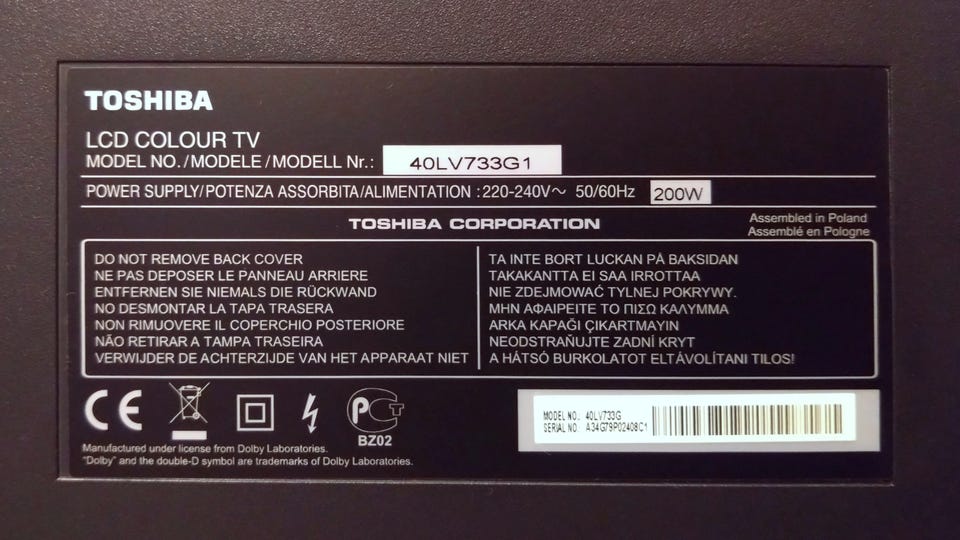 TOSHIBA
LCD COLOUR TV
MODEL NO./MODELE/MODELL Nr.: 40LV733G1
POWER SUPPLY/POTENZA ASSORBITA/ALIMENTATION :220-240V~ 50/60Hz 200W
TOSHIBA CORPORATION
Assembled in Poland
Assemblé en Pologne
DO NOT REMOVE BACK COVER
NE PAS DEPOSER LE PANNEAU ARRIERE
ENTFERNEN SIE NIEMALS DIE RÜCKWAND
NO DESMONTAR LA TAPA TRASERA
NON RIMUOVERE IL COPERCHIO POSTERIORE
NÃO RETIRAR A TAMPA TRASEIRA
VERWIJDER DE ACHTERZIJDE VAN HET APPARAAT NIET
TA INTE BORT LUCKAN PÅ BAKSIDAN
TAKAKANTTA EI SAA IRROTTAA
NIE ZDEJMOWAĆ TYLNEJ POKRYWY.
ΜΗΝ ΑΦΑΙΡΕΙΤΕ ΤΟ ΠΙΣΩ ΚΑΛΥΜΜΑ
ARKA KAPAĞI ÇIKARTMAYIN
NEODSTRAŇUJTE ZADNÍ KRYT
A HÁTSÓ BURKOLATOT ELTÁVOLÍTANI TILOS!
CE
PCT
BZ02
Manufactured under license from Dolby Laboratories.
"Dolby" and the double-D symbol are trademarks of Dolby Laboratories.
MODEL NO: 40LV733G
SERIAL NO: A34G79P02408C1